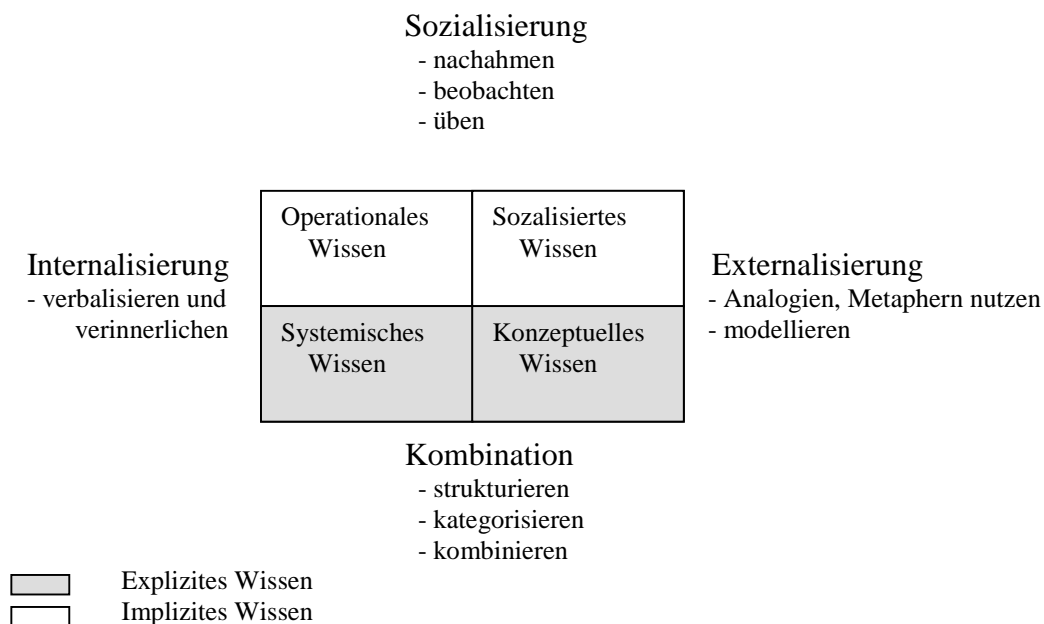 Sozialisierung
- nachahmen
- beobachten
- üben
Operationales
Wissen
Sozalisiertes
Wissen
Internalisierung
- verbalisieren und
verinnerlichen
Externalisierung
- Analogien, Metaphern nutzen
- modellieren
Systemisches
Wissen
Konzeptuelles
Wissen
Kombination
- strukturieren
- kategorisieren
- kombinieren
Explizites Wissen
Implizites Wissen